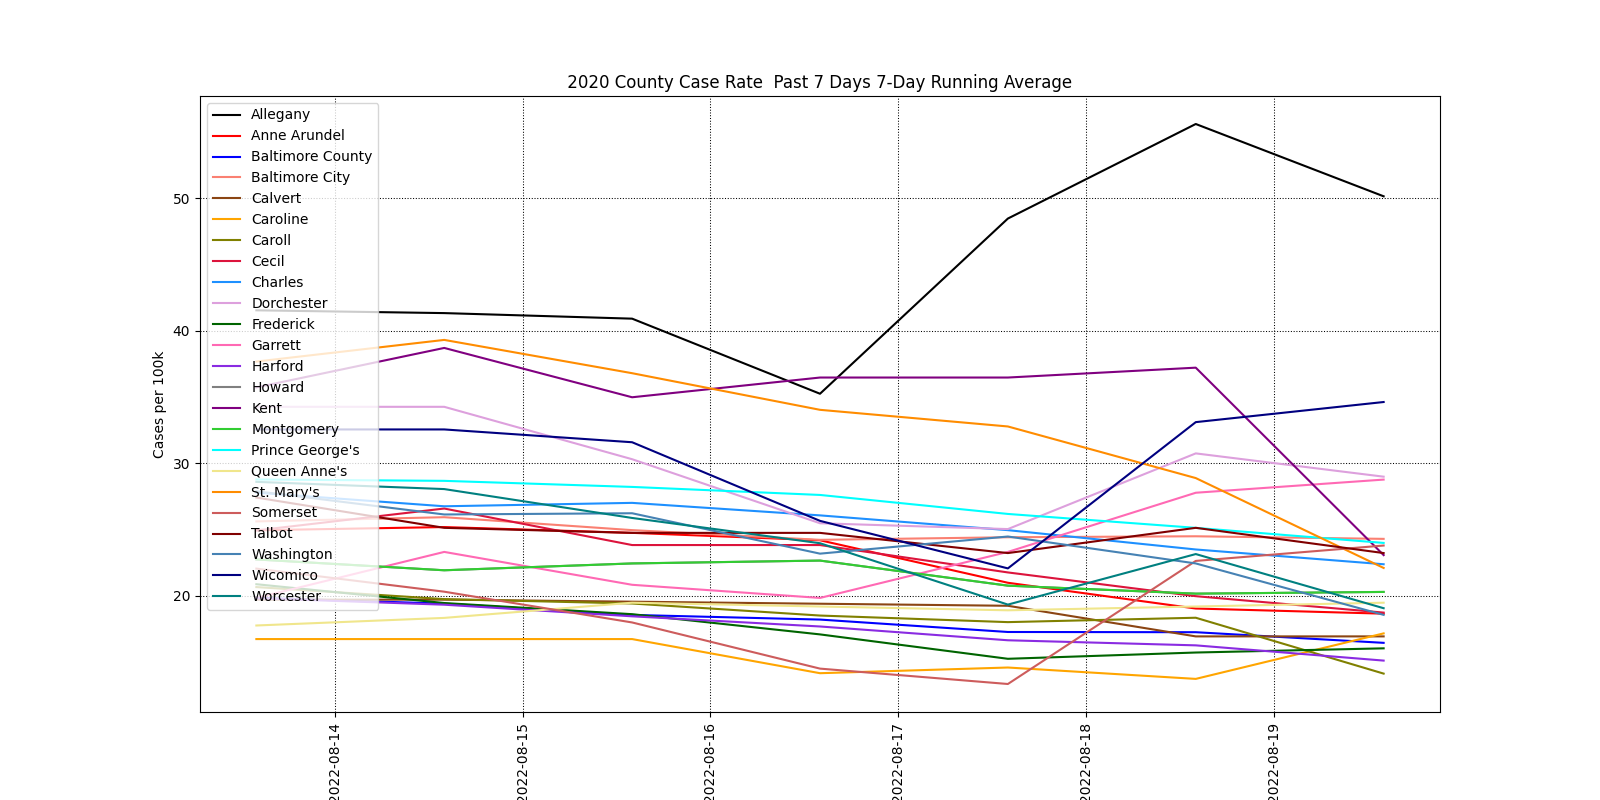 2020 County Case Rate  Past 7 Days 7-Day Running Average
Allegany
Anne Arundel
Baltimore County
Baltimore City
Calvert
Caroline
Caroll
Cecil
Charles
Dorchester
Frederick
Garrett
Harford
Howard
Kent
Montgomery
Prince George's
Queen Anne's
St. Mary's
Somerset
Talbot
Washington
Wicomico
Worcester
50
40
30
20
Cases per 100k
2022-08-14
2022-08-15
2022-08-16
2022-08-17
2022-08-18
2022-08-19